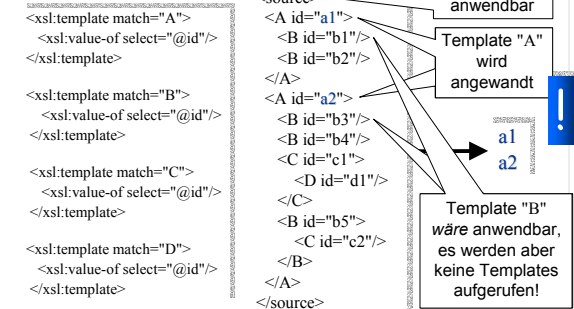 <xsl:template match="A">
<xsl:value-of select="@id"/>
</xsl:template>
<xsl:template match="B">
<xsl:value-of select="@id"/>
</xsl:template>
<xsl:template match="C">
<xsl:value-of select="@id"/>
</xsl:template>
<xsl:template match="D">
<xsl:value-of select="@id"/>
</xsl:template>
<source>
<A id="a1">
<B id="b1"/>
<B id="b2"/>
</A>
<A id="a2">
<B id="b3"/>
<B id="b4"/>
<C id="c1">
<D id="d1"/>
</C>
<B id="b5">
<C id="c2"/>
</B>
</A>
</source>
anwendbar
Template "A"
wird
angewandt
!
a1
a2
Template "B"
wäre anwendbar,
es werden aber
keine Templates
aufgerufen!